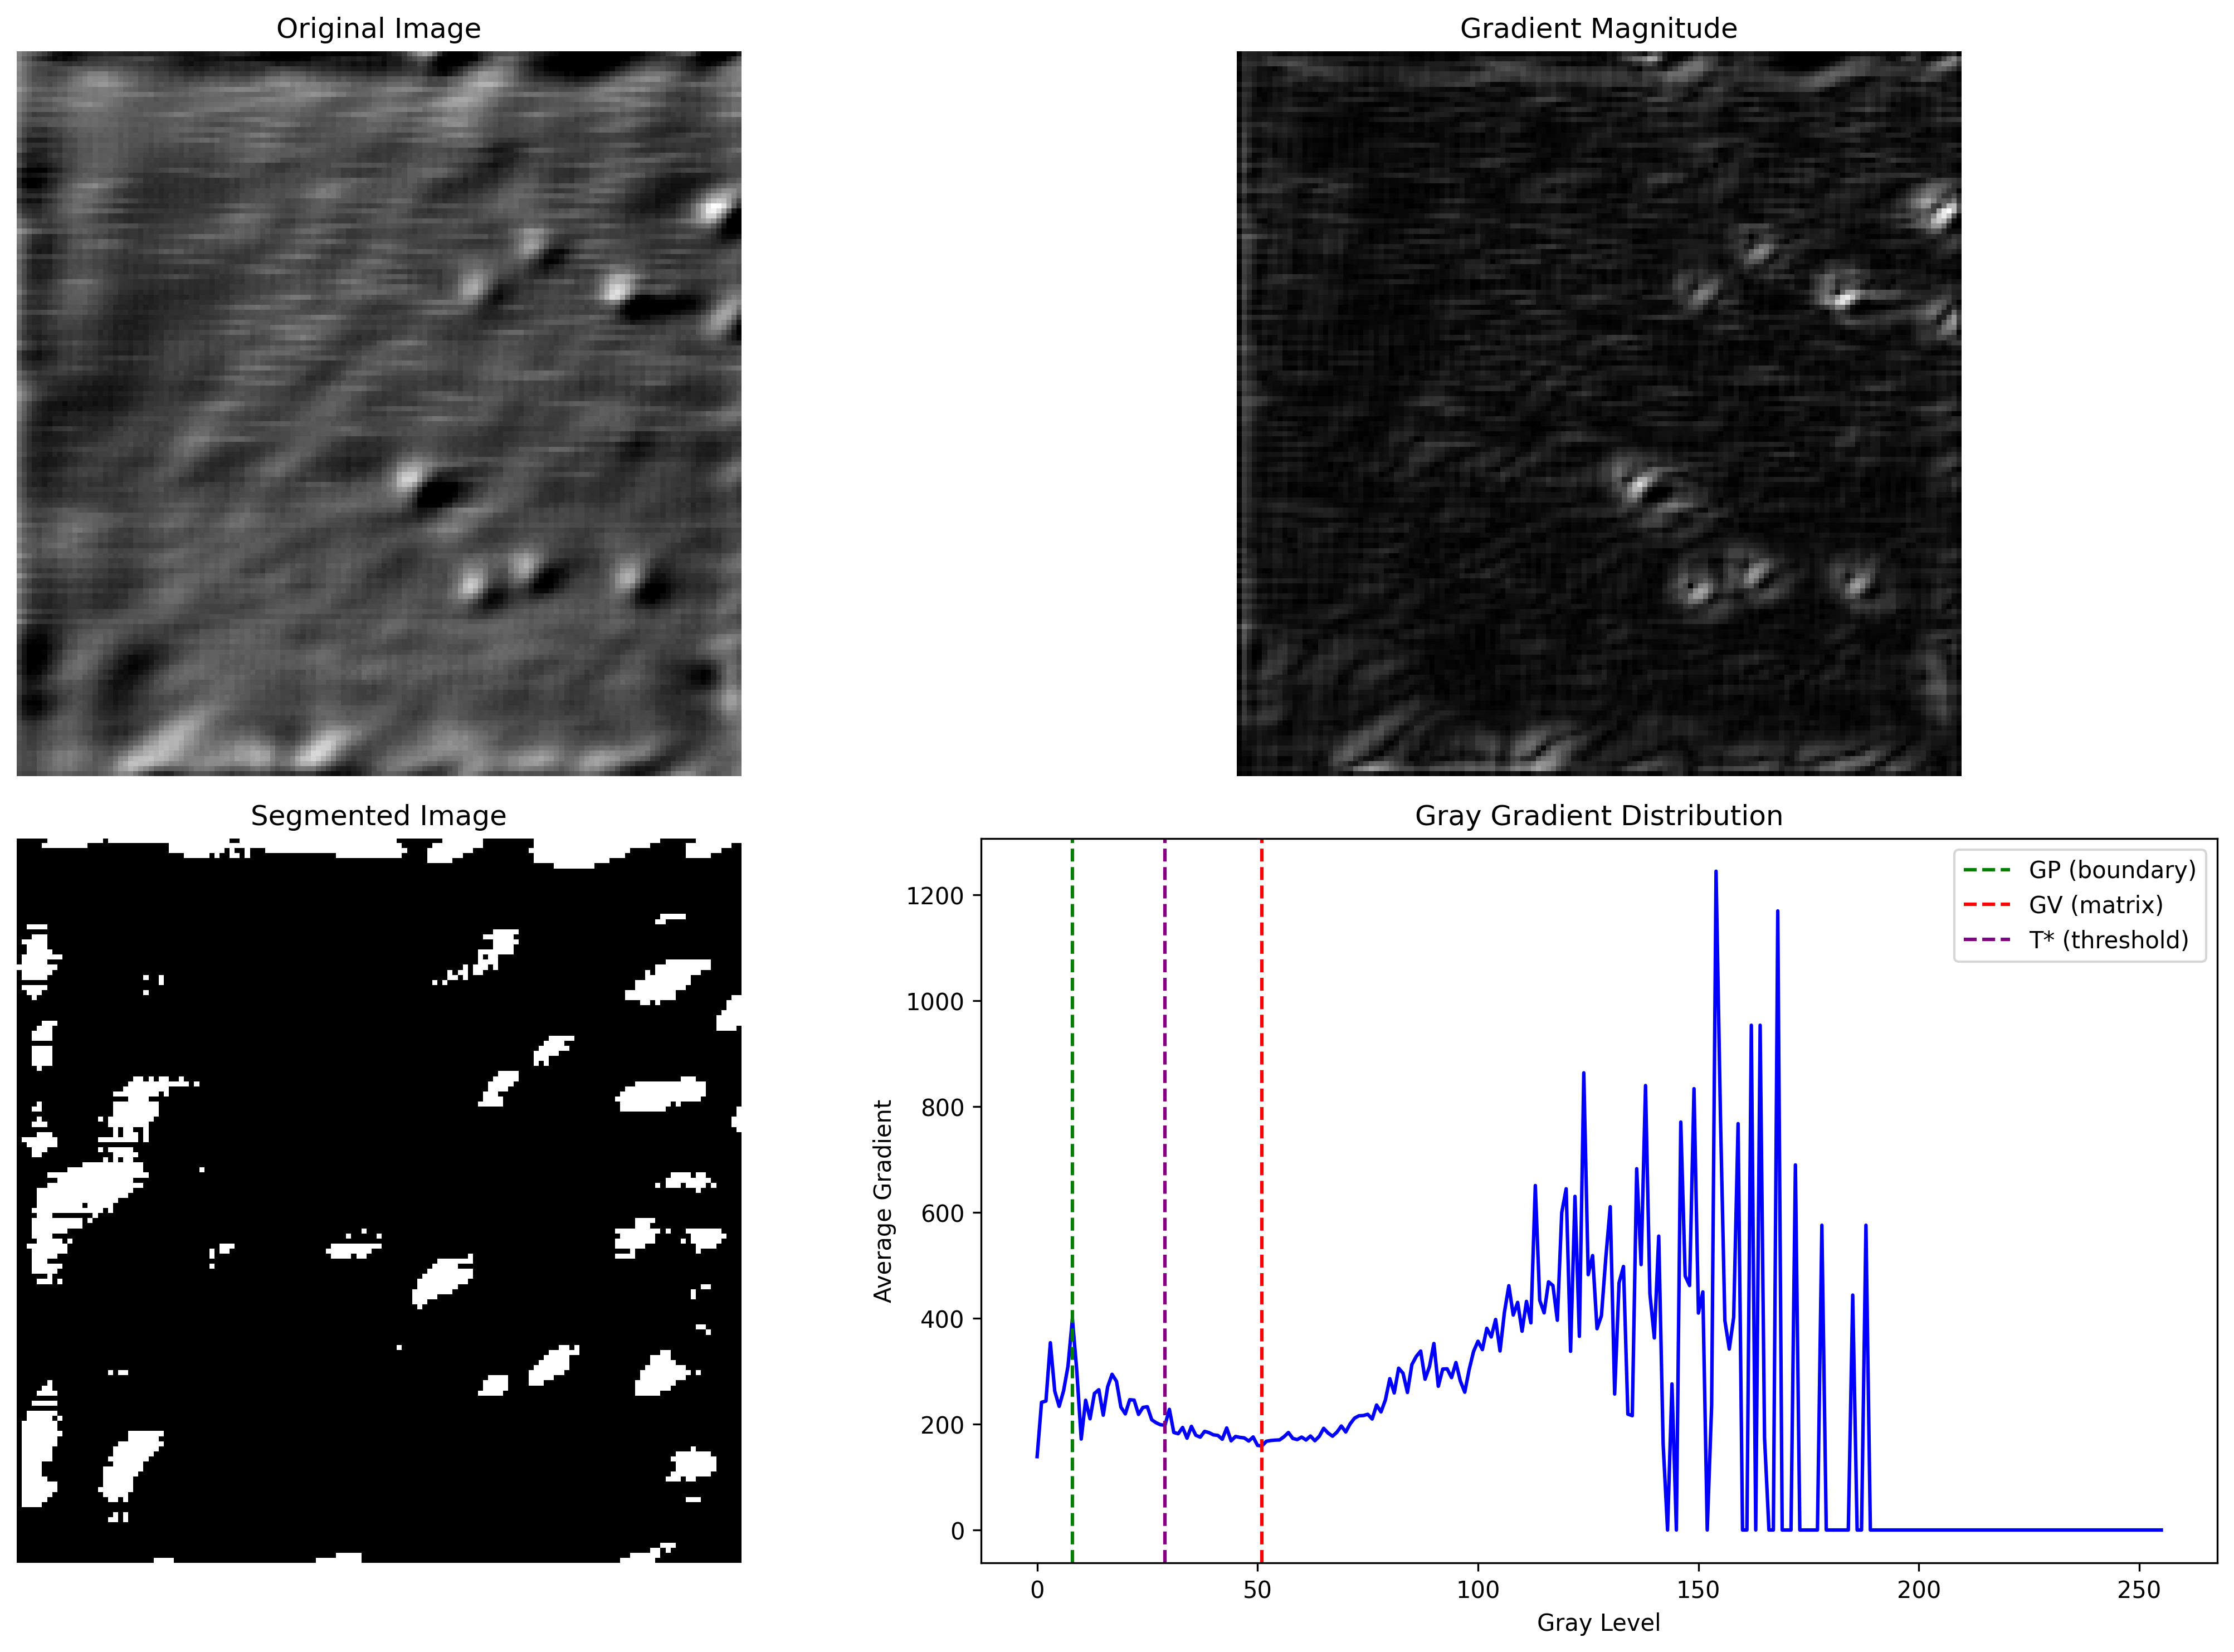 Original Image
Gradient Magnitude
Segmented Image
Gray Gradient Distribution
GP (boundary)
GV (matrix)
T* (threshold)
Average Gradient
1200
1000
800
600
400
200
0
0 50 100 150 200 250
Gray Level